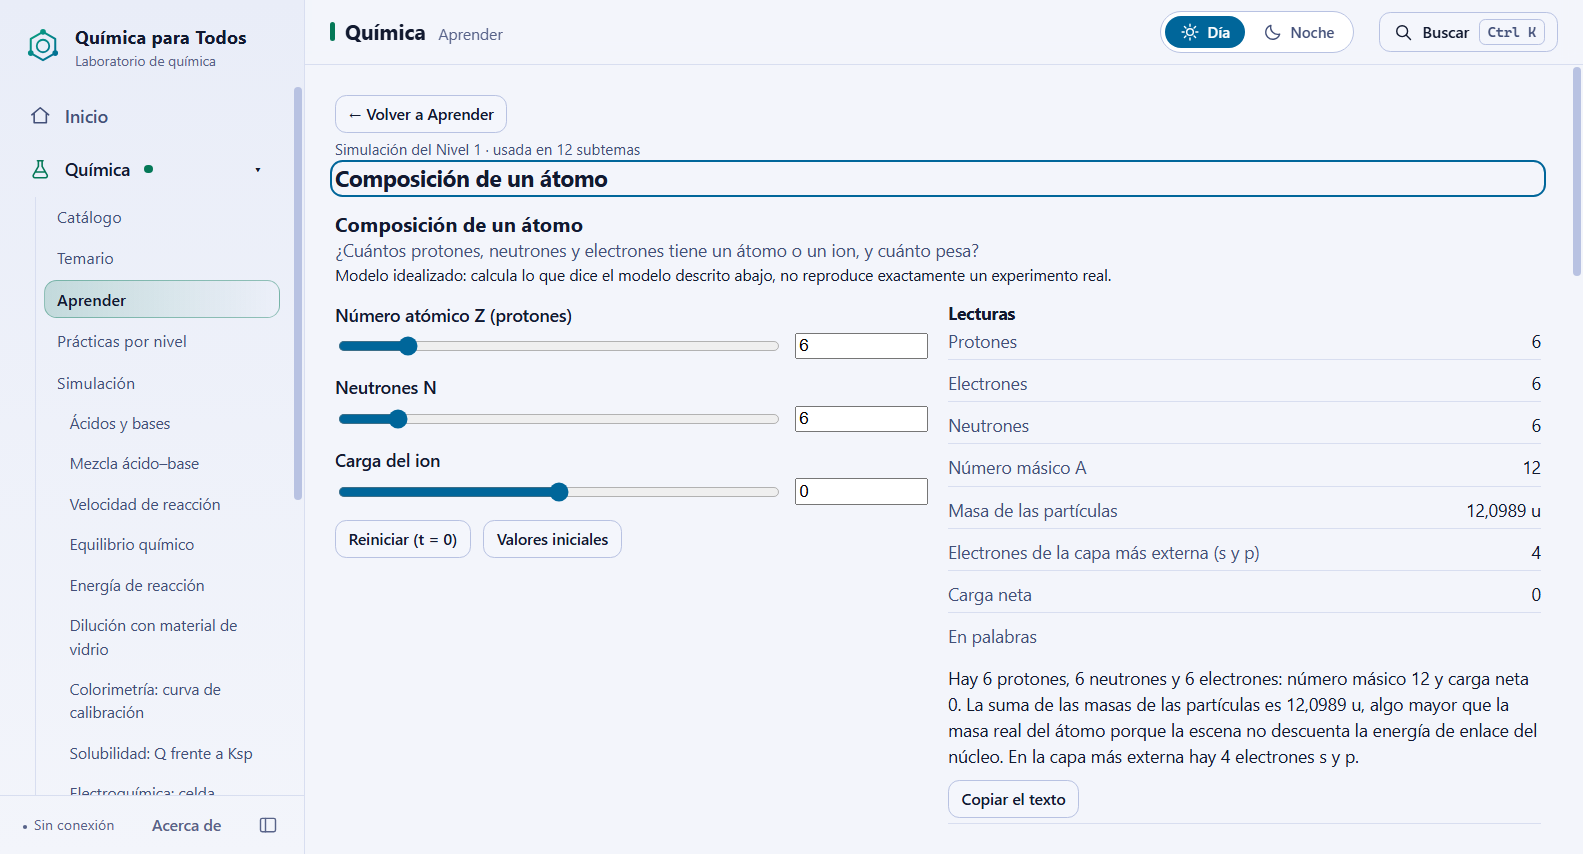 Química para Todos
Laboratorio de química
Inicio
Química
Catálogo
Temario
Aprender
Prácticas por nivel
Simulación
Ácidos y bases
Mezcla ácido–base
Velocidad de reacción
Equilibrio químico
Energía de reacción
Dilución con material de
vidrio
Colorimetría: curva de
calibración
Solubilidad: Q frente a Ksp
Electroquímica: celda
Sin conexión
Acerca de
Química Aprender
Día
Noche
Buscar Ctrl K
← Volver a Aprender
Simulación del Nivel 1 · usada en 12 subtemas
Composición de un átomo
Composición de un átomo
¿Cuántos protones, neutrones y electrones tiene un átomo o un ion, y cuánto pesa?
Modelo idealizado: calcula lo que dice el modelo descrito abajo, no reproduce exactamente un experimento real.
Número atómico Z (protones)
6
Neutrones N
6
Carga del ion
0
Reiniciar (t = 0)
Valores iniciales
Lecturas
Protones 6
Electrones 6
Neutrones 6
Número másico A 12
Masa de las partículas 12,0989 u
Electrones de la capa más externa (s y p) 4
Carga neta 0
En palabras
Hay 6 protones, 6 neutrones y 6 electrones: número másico 12 y carga neta
0. La suma de las masas de las partículas es 12,0989 u, algo mayor que la
masa real del átomo porque la escena no descuenta la energía de enlace del
núcleo. En la capa más externa hay 4 electrones s y p.
Copiar el texto